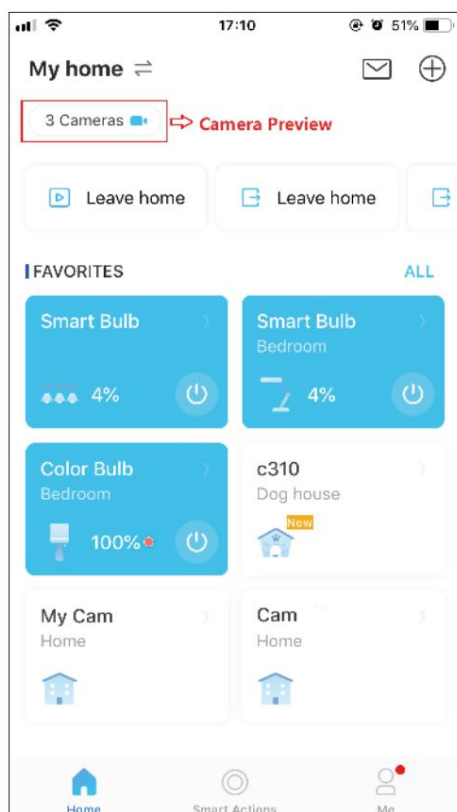 17:10
51%
My home
3 Cameras
Camera Preview
Leave home
Leave home
FAVORITES
ALL
Smart Bulb
4%
Smart Bulb
Bedroom
4%
Color Bulb
Bedroom
100%
c310
Dog house
New
My Cam
Home
Cam
Home
Home
Smart Actions
Me